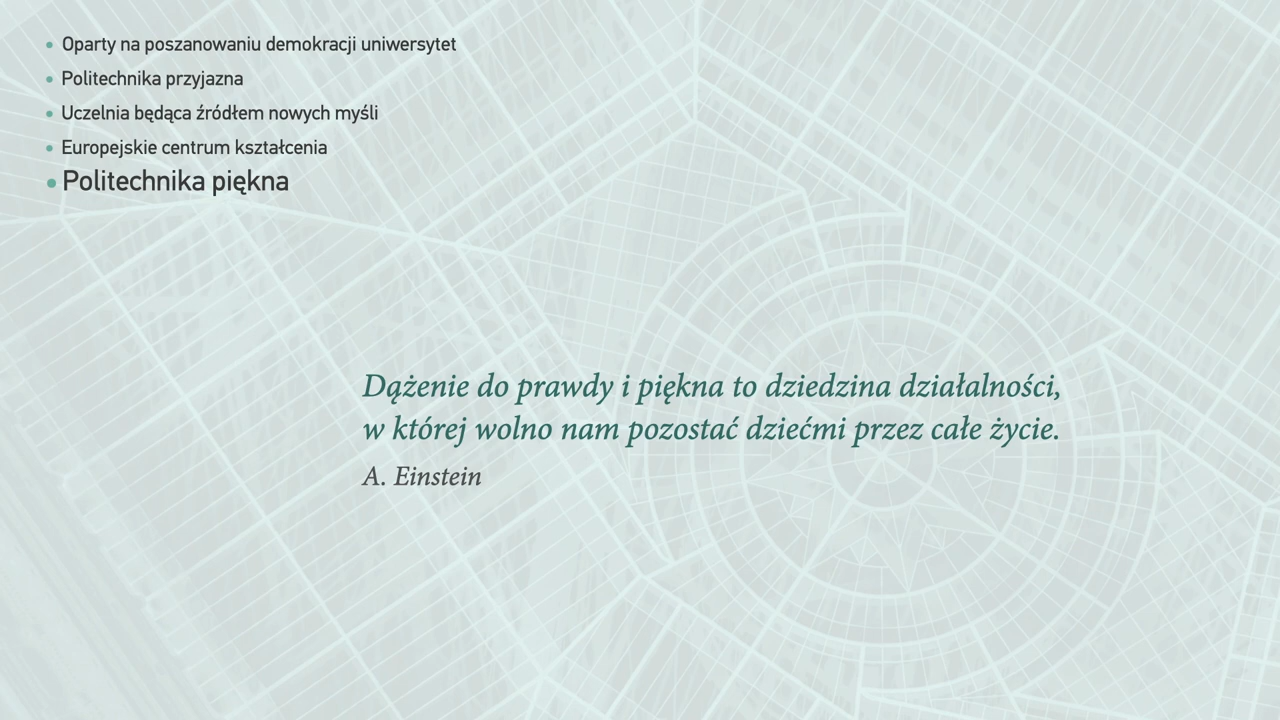 • Oparty na poszanowaniu demokracji uniwersytet
• Politechnika przyjazna
• Uczelnia będąca źródłem nowych myśli
• Europejskie centrum kształcenia
• Politechnika piękna
Dążenie do prawdy i piękna to dziedzina działalności,
w której wolno nam pozostać dziećmi przez całe życie.
A. Einstein